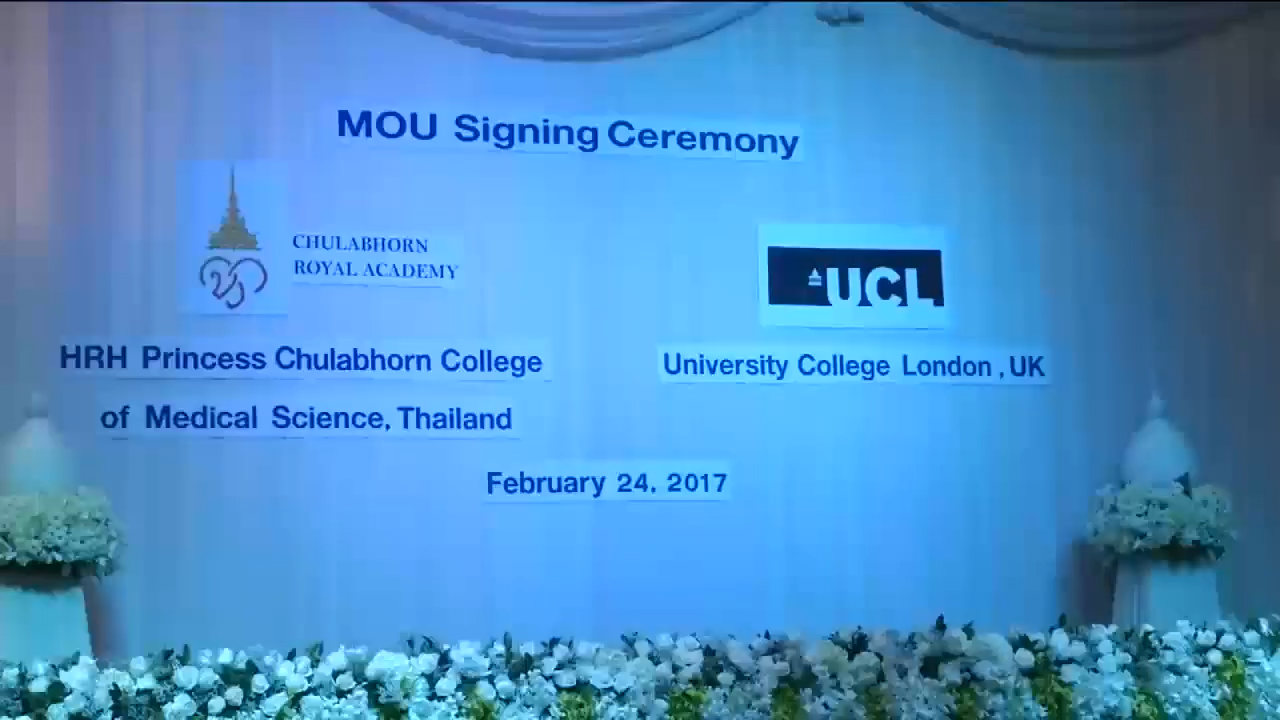 MOU Signing Ceremony
CHULABHORN
ROYAL ACADEMY
UCL
HRH Princess Chulabhorn College
of Medical Science, Thailand
University College London , UK
February 24, 2017